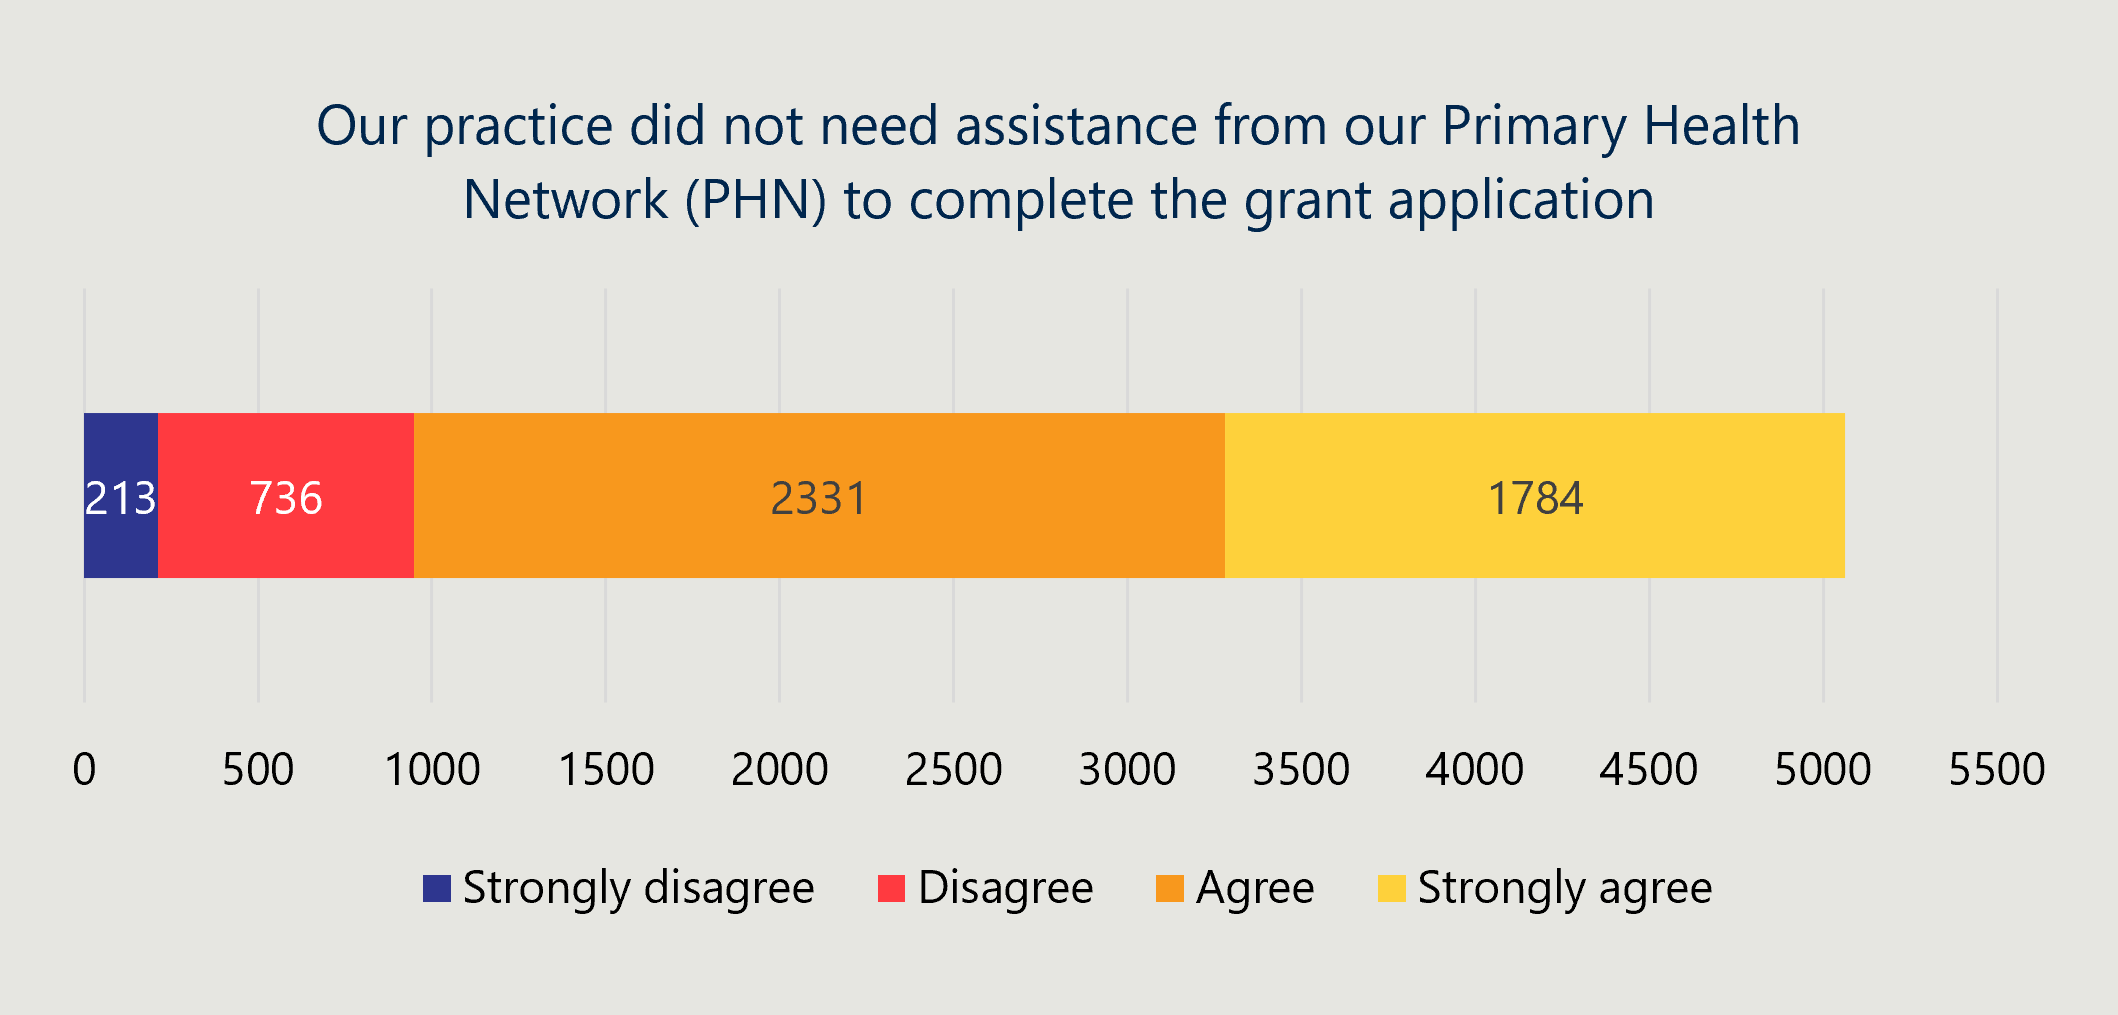 Our practice did not need assistance from our Primary Health
Network (PHN) to complete the grant application
213 736 2331 1784
0 500 1000 1500 2000 2500 3000 3500 4000 4500 5000 5500
Strongly disagree Disagree Agree Strongly agree